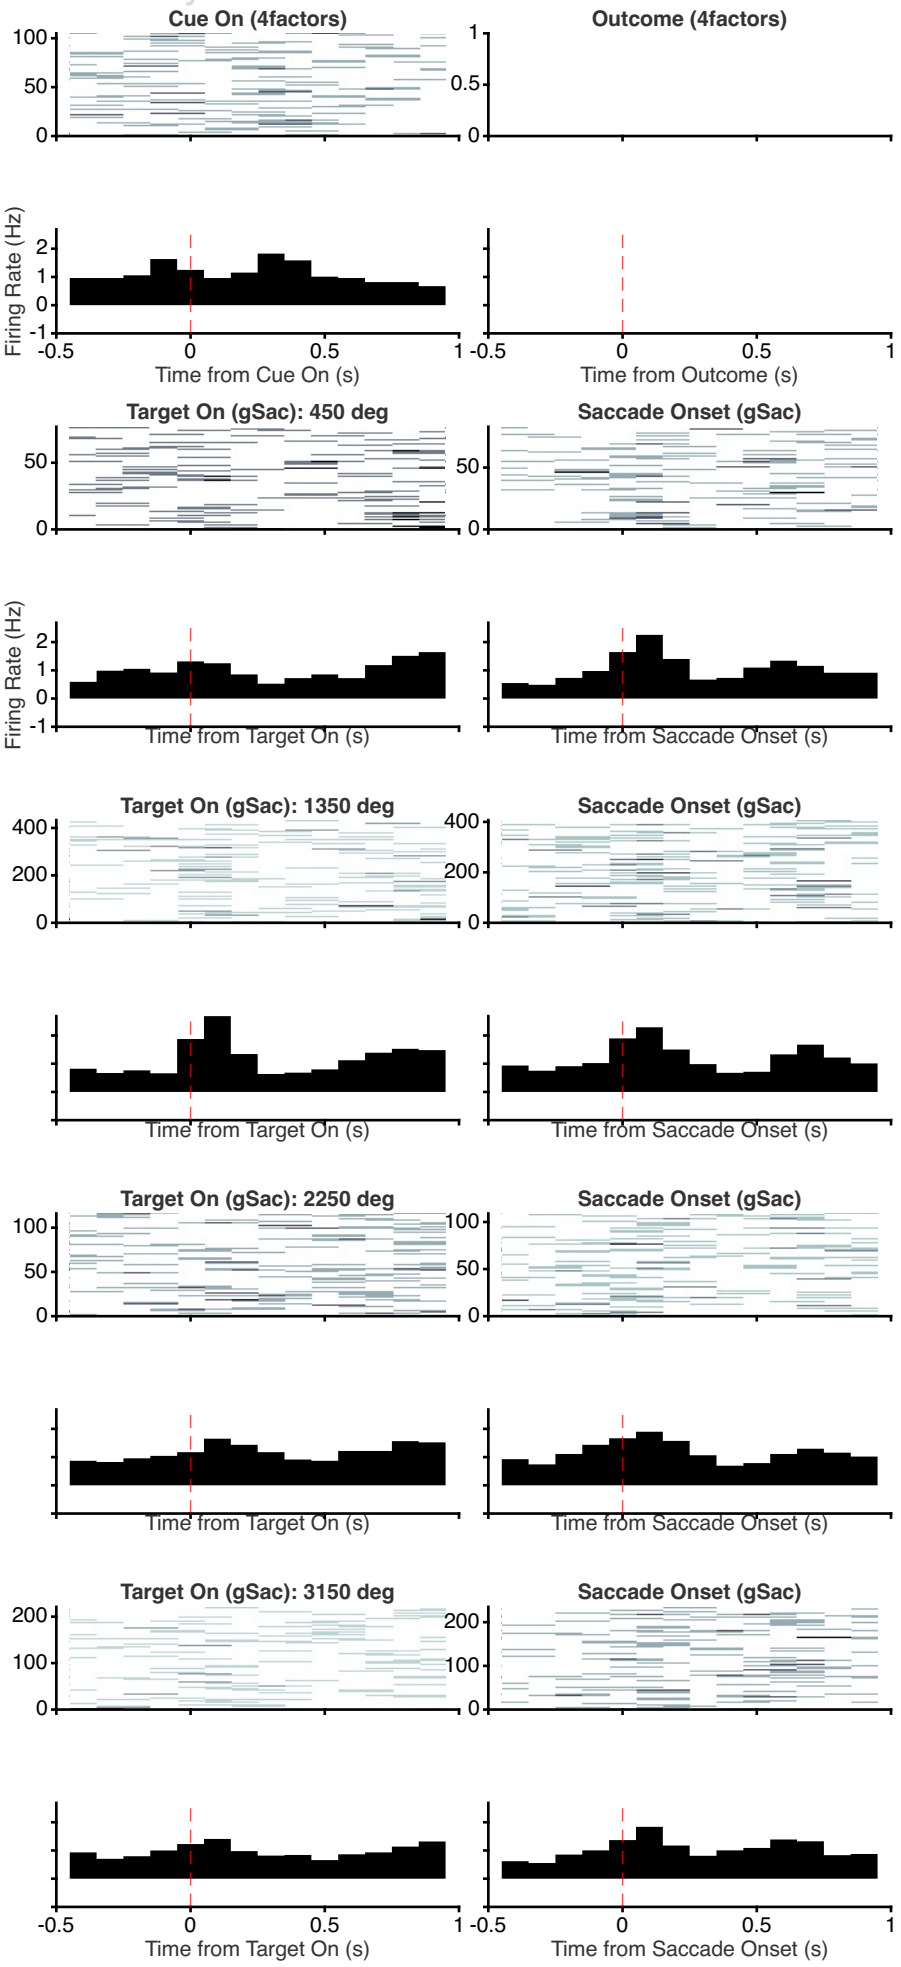 Cue On (4factors) Outcome (4factors)
100
50
0
1
0.5
0
Firing Rate (Hz)
2
1
0
-1
-0.5 0 0.5 1
-0.5 0 0.5 1
Time from Cue On (s) Time from Outcome (s)
Target On (gSac): 450 deg Saccade Onset (gSac)
50
0
50
0
Firing Rate (Hz)
2
1
0
-1
Time from Target On (s) Time from Saccade Onset (s)
Target On (gSac): 1350 deg Saccade Onset (gSac)
400
200
0
400
200
0
Time from Target On (s) Time from Saccade Onset (s)
Target On (gSac): 2250 deg Saccade Onset (gSac)
100
50
0
100
50
0
Time from Target On (s) Time from Saccade Onset (s)
Target On (gSac): 3150 deg Saccade Onset (gSac)
200
100
0
200
100
0
-0.5 0 0.5 1
-0.5 0 0.5 1
Time from Target On (s) Time from Saccade Onset (s)